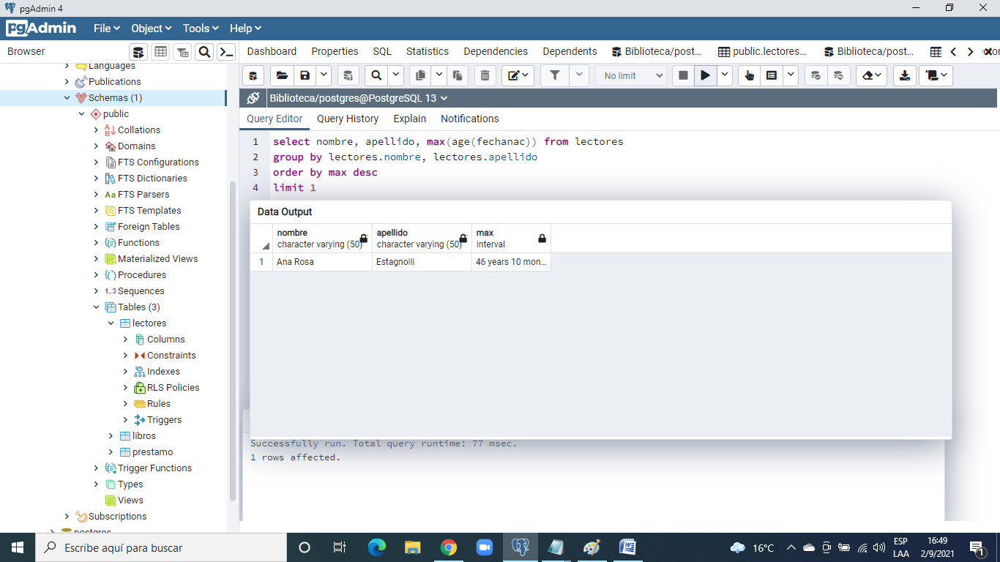 pgAdmin 4
pgAdmin File Object Tools Help
Browser
Dashboard Properties SQL Statistics Dependencies Dependents Biblioteca/post... public.lectores... Biblioteca/post...
Languages
Publications
Schemas (1)
public
Collations
Domains
FTS Configurations
FTS Dictionaries
Aa FTS Parsers
FTS Templates
Foreign Tables
Functions
Materialized Views
Procedures
1..3 Sequences
Tables (3)
lectores
Columns
Constraints
Indexes
RLS Policies
Rules
Triggers
libros
prestamo
Trigger Functions
Types
Views
Subscriptions
postgres
No limit
Biblioteca/postgres@PostgreSQL 13
Query Editor Query History Explain Notifications
1 select nombre, apellido, max(age(fechanac)) from lectores
2 group by lectores.nombre, lectores.apellido
3 order by max desc
4 limit 1
Data Output
nombre apellido max
character varying (50) character varying (50) interval
1 Ana Rosa Estagnolli 46 years 10 mon...
Successfully run. Total query runtime: 77 msec.
1 rows affected.
Escribe aquí para buscar
16°C
ESP
LAA
16:49
2/9/2021
1